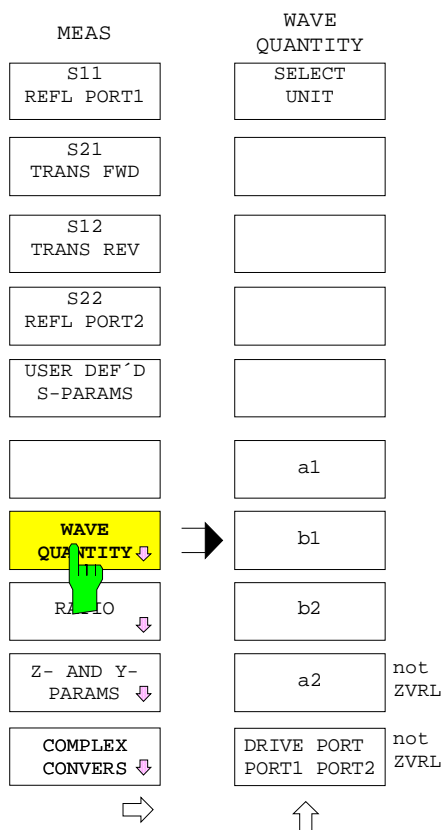 MEAS
S11
REFL PORT1
S21
TRANS FWD
S12
TRANS REV
S22
REFL PORT2
USER DEF´D
S-PARAMS
WAVE
QUANTITY
RATIO
Z- AND Y-
PARAMS
COMPLEX
CONVERS
WAVE
QUANTITY
SELECT
UNIT
a1
b1
b2
a2
not
ZVRL
DRIVE PORT
PORT1 PORT2
not
ZVRL